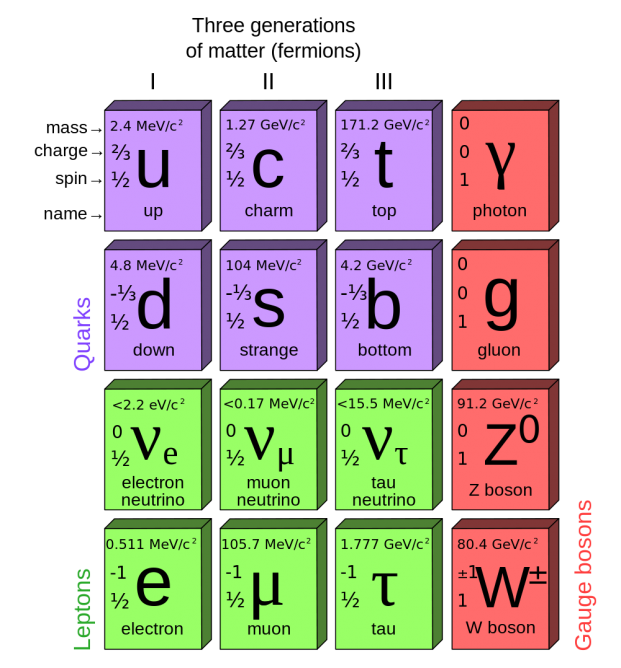 Three generations
of matter (fermions)
I II III
mass→
charge→
spin→
name→
2.4 MeV/c²
⅔
½
u
up
1.27 GeV/c²
⅔
½
c
charm
171.2 GeV/c²
⅔
½
t
top
0
0
1
γ
photon
Quarks
4.8 MeV/c²
-⅓
½
d
down
104 MeV/c²
-⅓
½
s
strange
4.2 GeV/c²
-⅓
½
b
bottom
0
0
1
g
gluon
<2.2 eV/c²
0
½
νe
electron
neutrino
<0.17 MeV/c²
0
½
νμ
muon
neutrino
<15.5 MeV/c²
0
½
ντ
tau
neutrino
91.2 GeV/c²
0
1
Z⁰
Z boson
Leptons
0.511 MeV/c²
-1
½
e
electron
105.7 MeV/c²
-1
½
μ
muon
1.777 GeV/c²
-1
½
τ
tau
80.4 GeV/c²
±1
1
W±
W boson
Gauge bosons